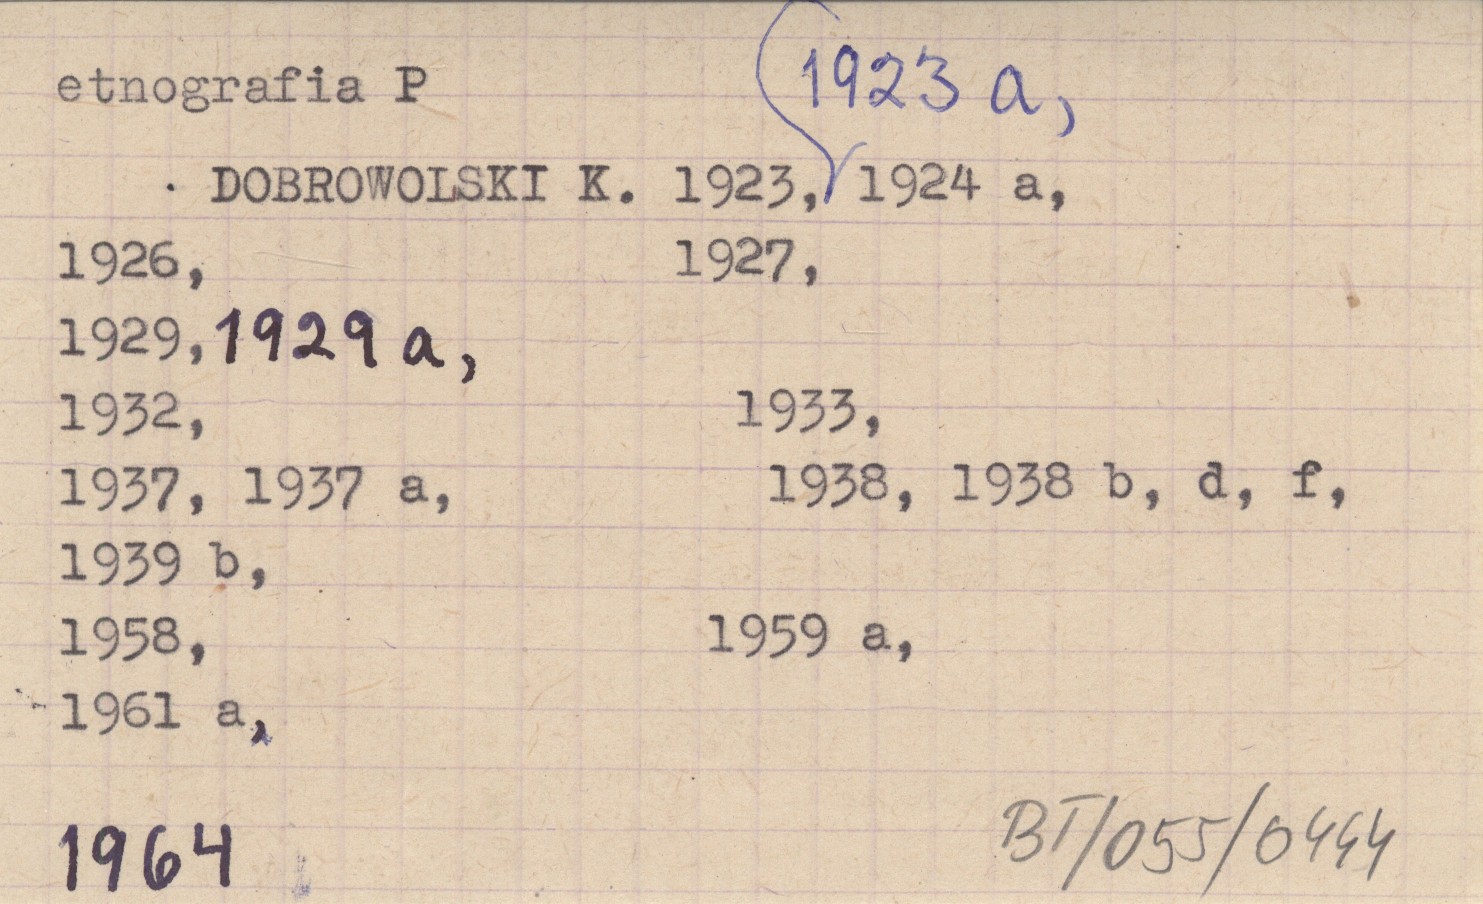 etnografia P
1923 a,
. DOBROWOLSKI K. 1923, 1924 a,
1926, 1927,
1929, 1929 a,
1932, 1933,
1937, 1937 a, 1938, 1938 b, d, f,
1939 b,
1958, 1959 a,
1961 a,
1964
BT/055/0444